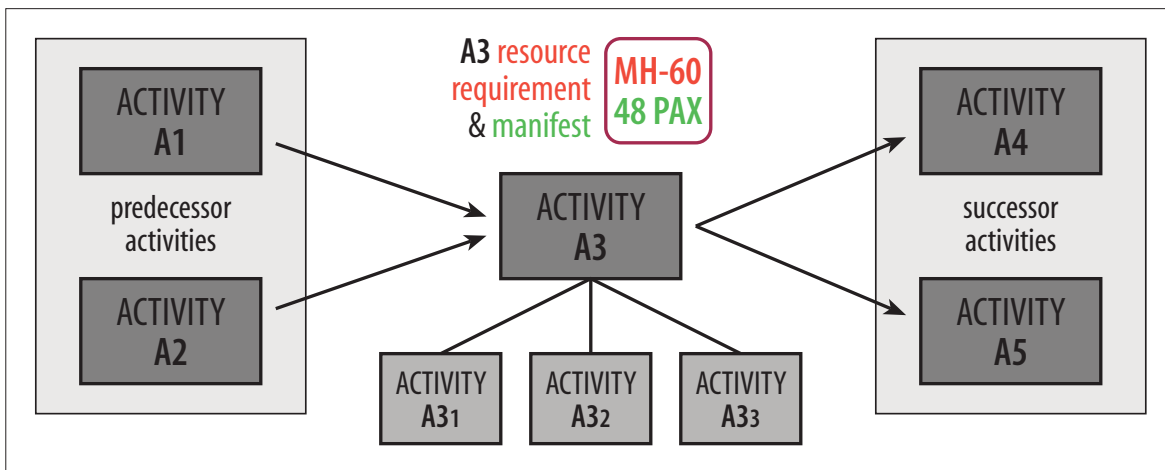 ACTIVITY
A1
predecessor
activities
ACTIVITY
A2
A3 resource
requirement
& manifest
MH-60
48 PAX
ACTIVITY
A3
ACTIVITY
A31
ACTIVITY
A32
ACTIVITY
A33
ACTIVITY
A4
successor
activities
ACTIVITY
A5